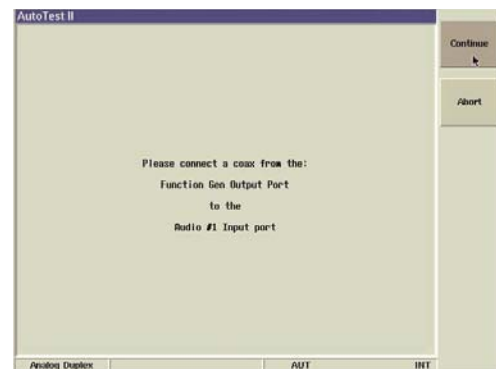 AutoTest II
Continue
Abort
Please connect a coax from the:
Function Gen Output Port
to the
Audio #1 Input port
Analog Duplex
AUT
INT